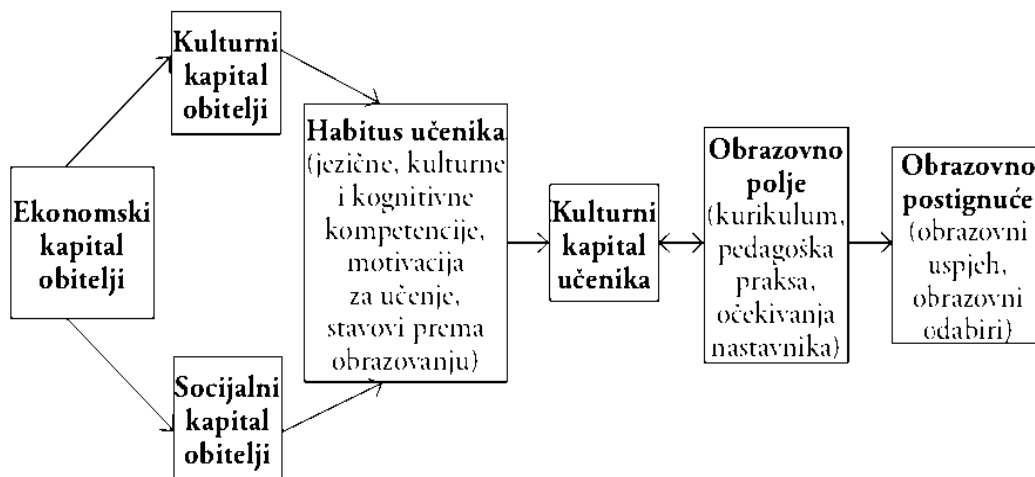 Ekonomski
kapital
obitelji
Kulturni
kapital
obitelji
Socijalni
kapital
obitelji
Habitus učenika
(jezične, kulturne
i kognitivne
kompetencije,
motivacija
za učenje,
stavovi prema
obrazovanju)
Kulturni
kapital
učenika
Obrazovno
polje
(kurikulum,
pedagoška
praksa,
očekivanja
nastavnika)
Obrazovno
postignuće
(obrazovni
uspjeh,
obrazovni
odabiri)